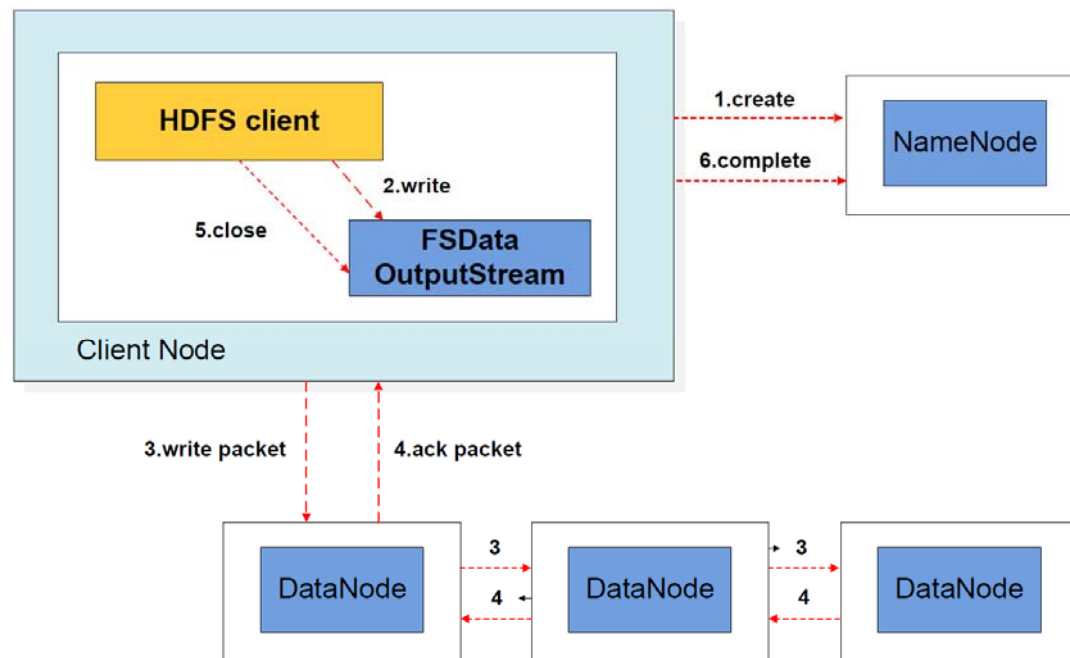 HDFS client
1.create
NameNode
6.complete
2.write
5.close
FSData
OutputStream
Client Node
3.write packet
4.ack packet
3
3
DataNode
DataNode
DataNode
4
4